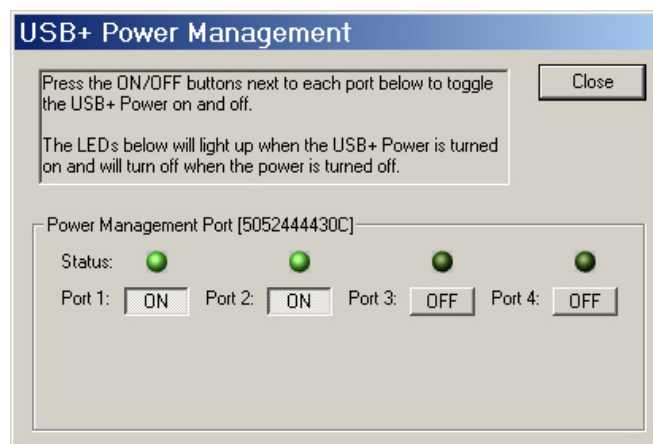 USB+ Power Management
Press the ON/OFF buttons next to each port below to toggle
the USB+ Power on and off.
The LEDs below will light up when the USB+ Power is turned
on and will turn off when the power is turned off.
Close
Power Management Port [5052444430C]
Status:
Port 1: ON Port 2: ON Port 3: OFF Port 4: OFF